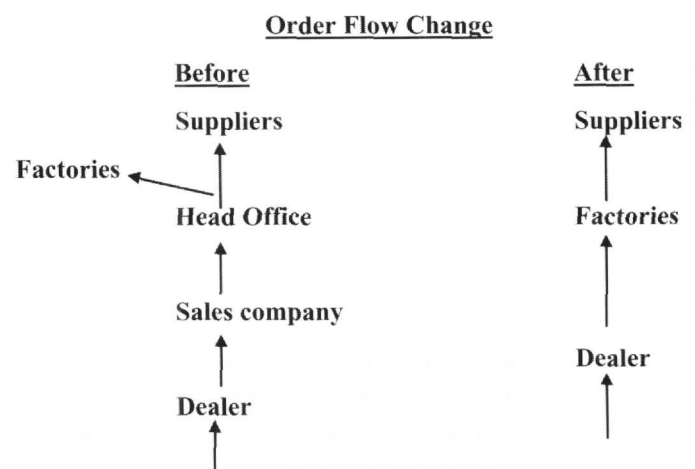 Order Flow Change
Before After
Suppliers Suppliers
Factories
Head Office Factories
Sales company
Dealer
Dealer